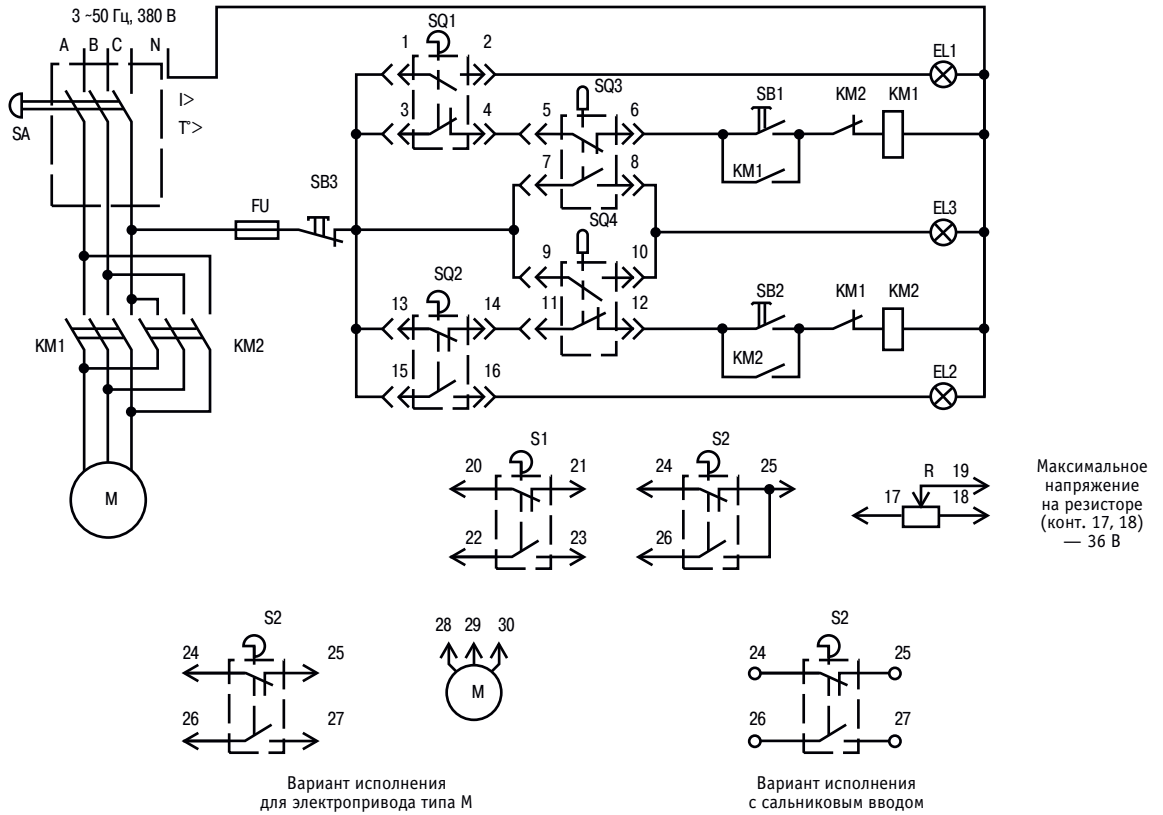 3 ~50 Гц, 380 В
A B C N
I>
T°>
SA
FU
SB3
SQ1
1 2
EL1
3 4
SQ3
5 6
SB1
KM2
KM1
7 8
KM1
SQ4
EL3
9 10
SQ2
13 14
11 12
SB2
KM1
KM2
KM2
15 16
EL2
KM1
KM2
M
S1
20 21
22 23
S2
24 25
26
R 19
17 18
Максимальное
напряжение
на резисторе
(конт. 17, 18)
— 36 В
S2
24 25
26 27
28 29 30
M
Вариант исполнения
для электропривода типа М
S2
24 25
26 27
Вариант исполнения
с сальниковым вводом